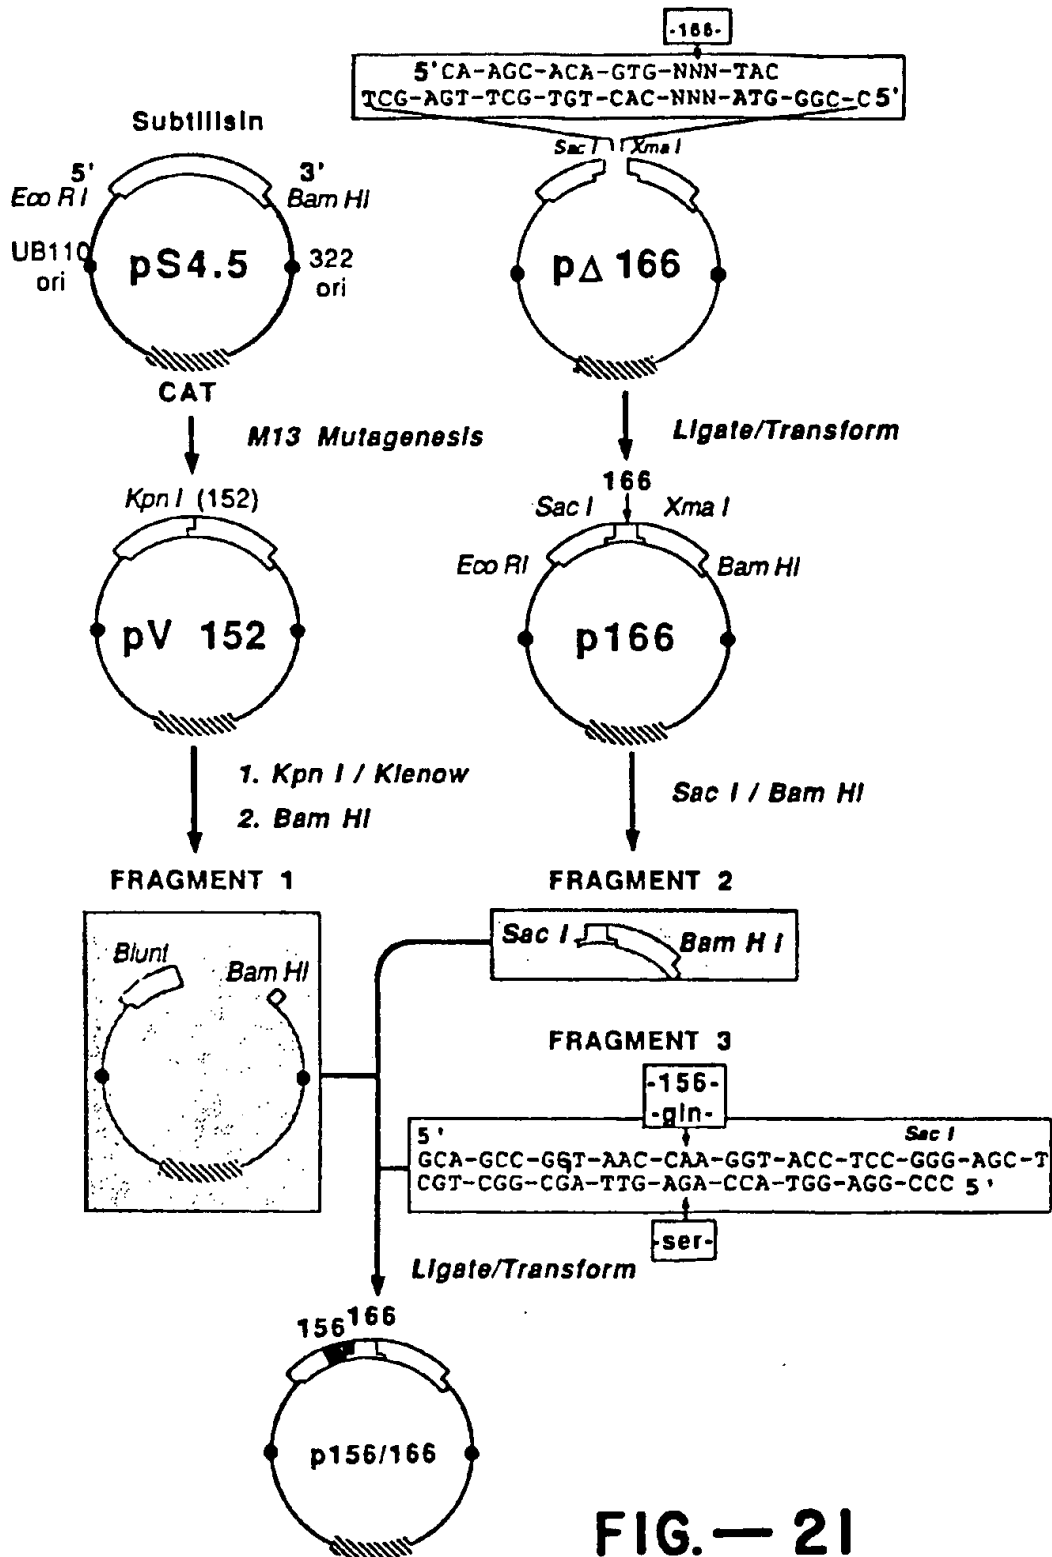 -166-
5'CA-AGC-ACA-GTG-NNN-TAC
TCG-AGT-TCG-TGT-CAC-NNN-ATG-GGC-C5'
Sac I
Xma I
Subtilisin
5'
3'
Eco RI
Bam HI
UB110
ori
pS4.5
322
ori
CAT
M13 Mutagenesis
Kpn I (152)
pV 152
1. Kpn I / Klenow
2. Bam HI
FRAGMENT 1
Blunt
Bam HI
pΔ 166
Ligate/Transform
166
Sac I
Xma I
Eco RI
Bam HI
p166
Sac I / Bam HI
FRAGMENT 2
Sac I
Bam H I
FRAGMENT 3
-156-
-gln-
5'
Sac I
GCA-GCC-GGT-AAC-CAA-GGT-ACC-TCC-GGG-AGC-T
CGT-CGG-CGA-TTG-AGA-CCA-TGG-AGG-CCC 5'
-ser-
Ligate/Transform
156
166
p156/166
FIG. — 21